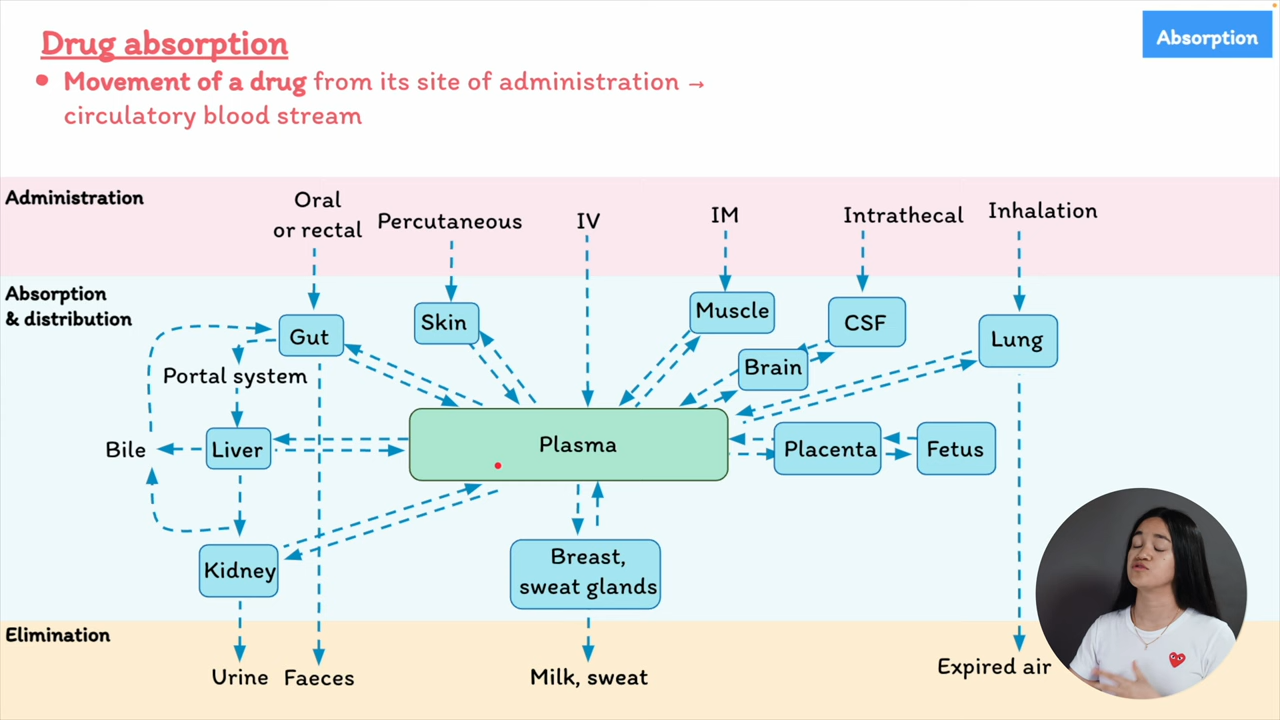 Drug absorption
Absorption
• Movement of a drug from its site of administration →
circulatory blood stream
Administration
Oral
or rectal
Percutaneous
IV
IM
Intrathecal
Inhalation
Absorption
& distribution
Gut
Skin
Muscle
CSF
Lung
Brain
Portal system
Bile
Liver
Plasma
Placenta
Fetus
Kidney
Breast,
sweat glands
Elimination
Urine
Faeces
Milk, sweat
Expired air